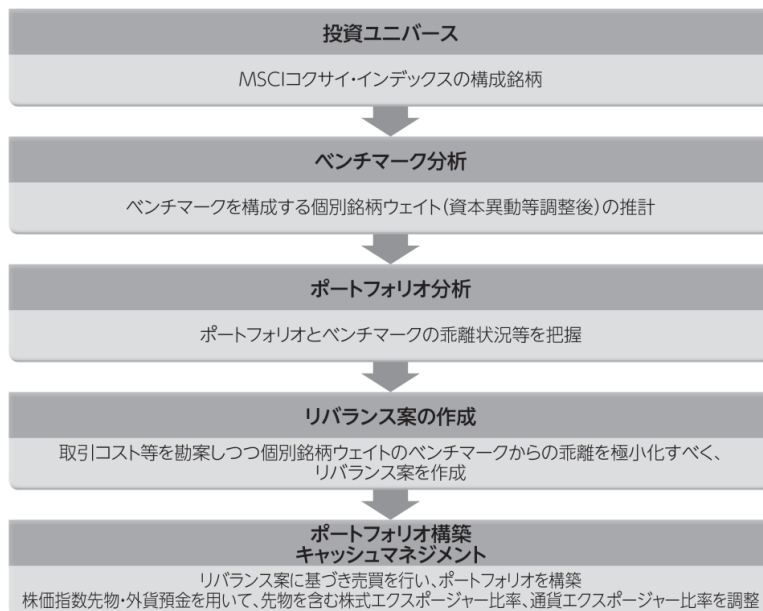 投資ユニバース
MSCIコクサイ・インデックスの構成銘柄
ベンチマーク分析
ベンチマークを構成する個別銘柄ウェイト(資本異動等調整後)の推計
ポートフォリオ分析
ポートフォリオとベンチマークの乖離状況等を把握
リバランス案の作成
取引コスト等を勘案しつつ個別銘柄ウェイトのベンチマークからの乖離を極小化すべく、
リバランス案を作成
ポートフォリオ構築
キャッシュマネジメント
リバランス案に基づき売買を行い、ポートフォリオを構築
株価指数先物・外貨預金を用いて、先物を含む株式エクスポージャー比率、通貨エクスポージャー比率を調整